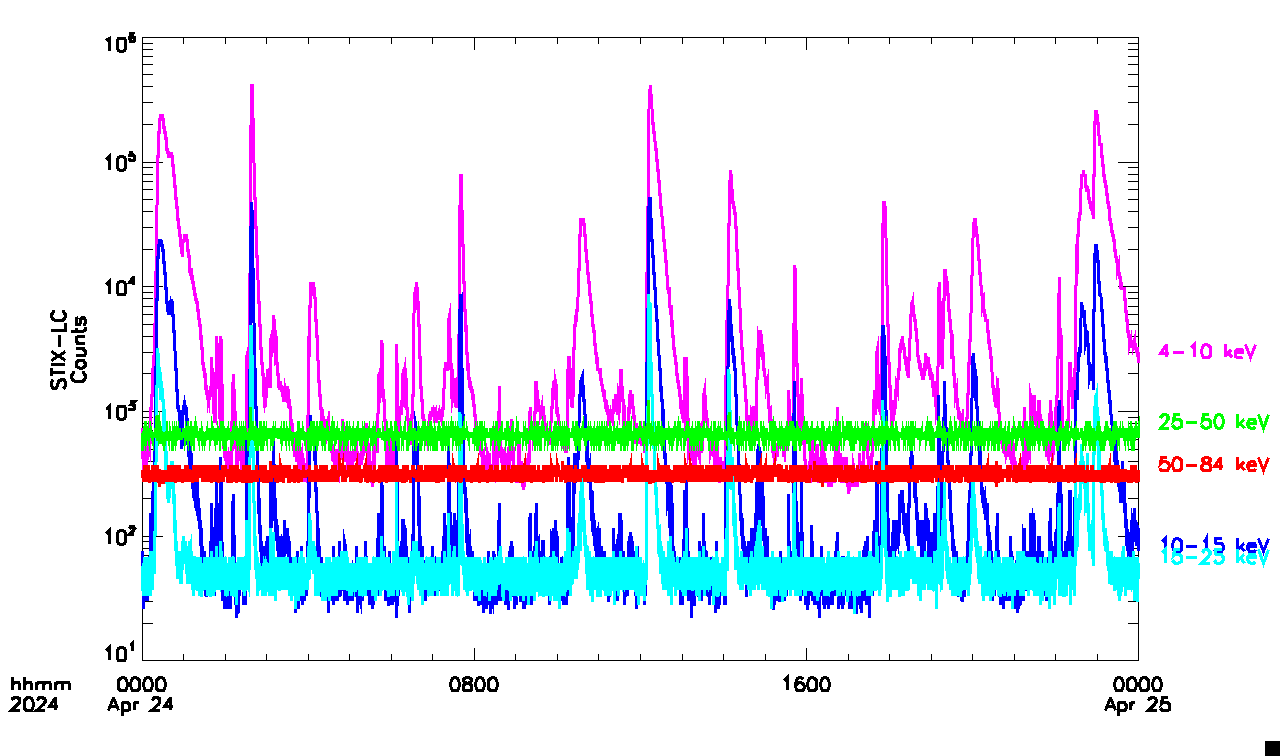 10⁶
10⁵
10⁴
10³
10²
10¹
STIX-LC
Counts
4-10 keV
25-50 keV
50-84 keV
10-15 keV
15-25 keV
hhmm
0000
0800
1600
0000
2024
Apr 24
Apr 25